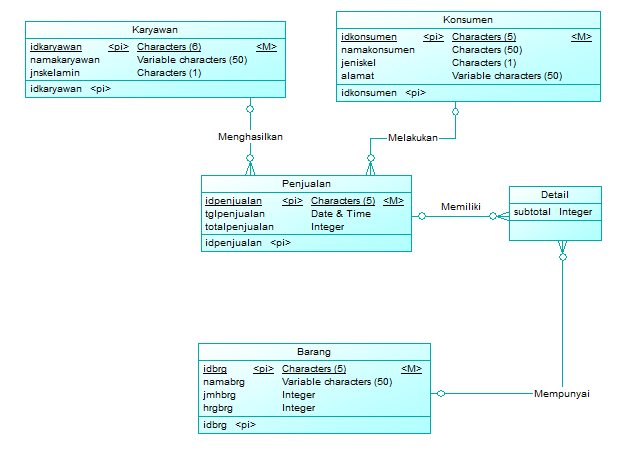 Karyawan
idkaryawan <pi> Characters (6) <M>
namakaryawan Variable characters (50)
jnskelamin Characters (1)
idkaryawan <pi>
Konsumen
idkonsumen <pi> Characters (5) <M>
namakonsumen Characters (50)
jeniskel Characters (1)
alamat Variable characters (50)
idkonsumen <pi>
Menghasilkan
Melakukan
Penjualan
idpenjualan <pi> Characters (5) <M>
tglpenjualan Date & Time
totalpenjualan Integer
idpenjualan <pi>
Memiliki
Detail
subtotal Integer
Barang
idbrg <pi> Characters (5) <M>
namabrg Variable characters (50)
jmhbrg Integer
hrgbrg Integer
idbrg <pi>
Mempunyai